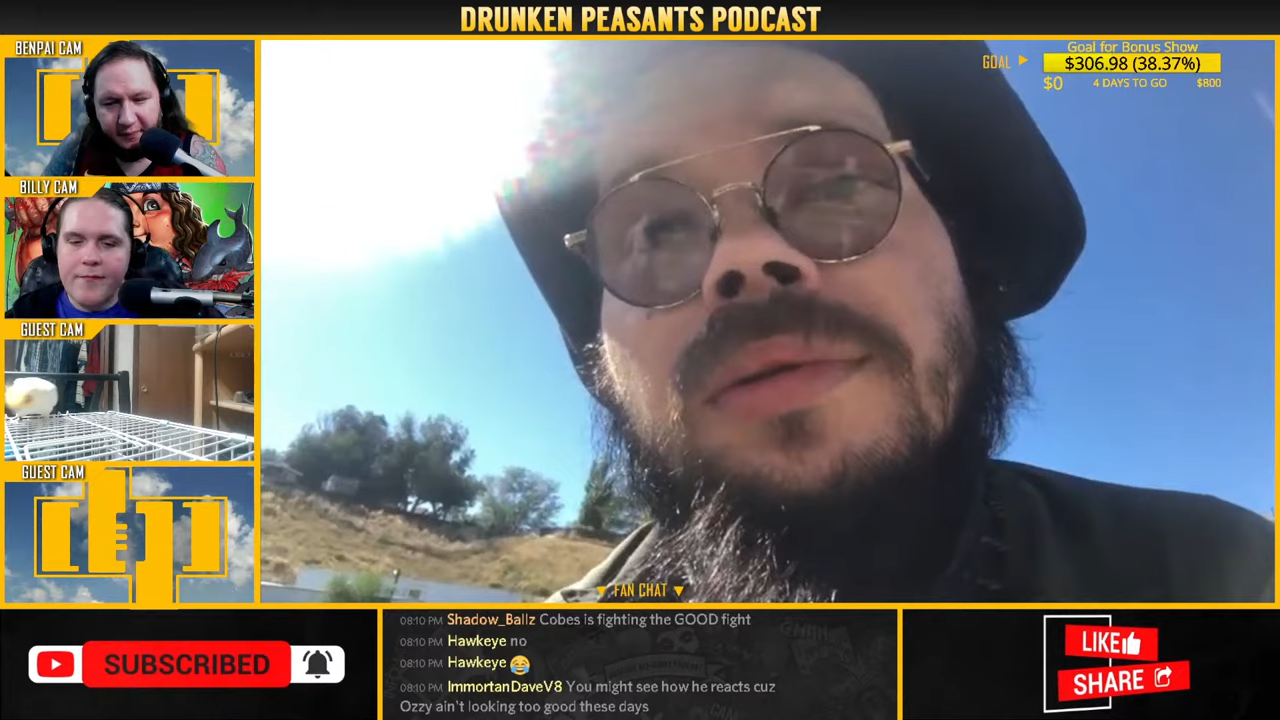 DRUNKEN PEASANTS PODCAST
BENPAI CAM
BILLY CAM
GUEST CAM
GUEST CAM
Goal for Bonus Show
GOAL
$306.98 (38.37%)
$0 4 DAYS TO GO $800
FAN CHAT
08:10 PM Shadow_Ballz Cobes is fighting the GOOD fight
08:10 PM Hawkeye no
08:10 PM Hawkeye 😂
08:10 PM ImmortanDaveV8 You might see how he reacts cuz
Ozzy ain't looking too good these days
SUBSCRIBED
LIKE
SHARE